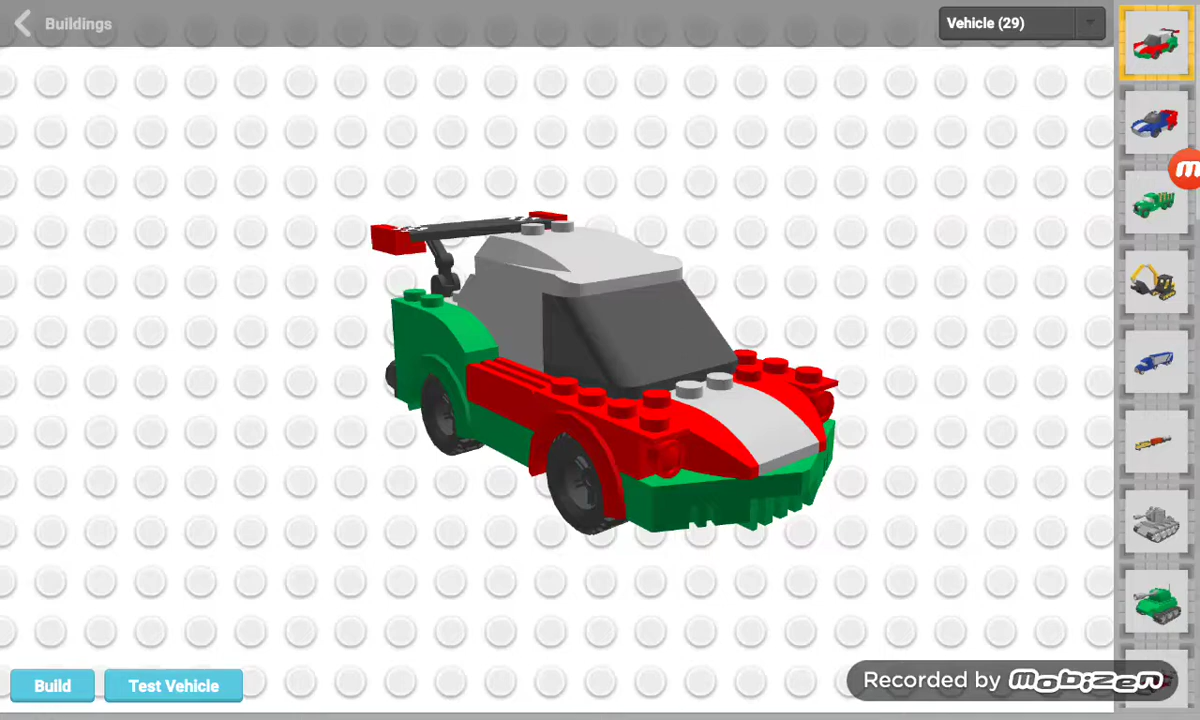 Buildings
Vehicle (29)
Build
Test Vehicle
Recorded by mobizen